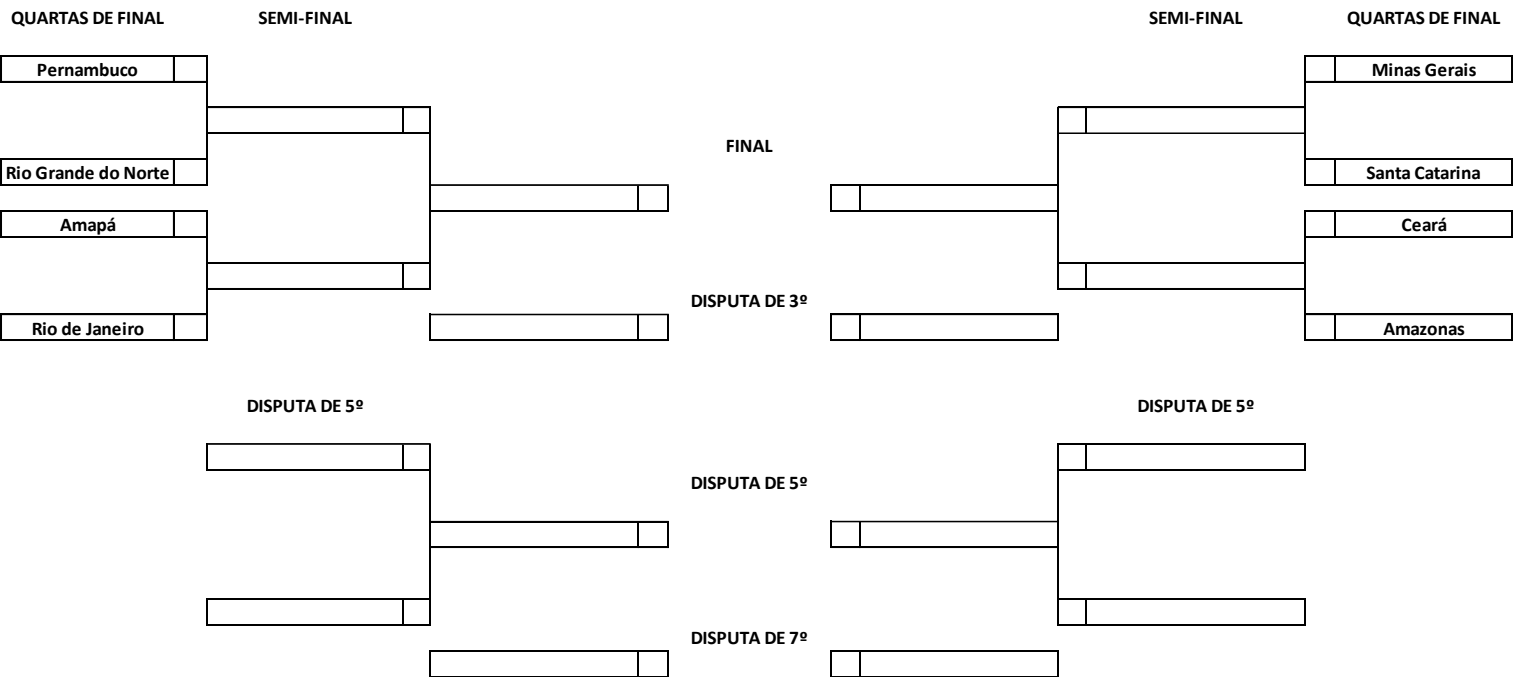 QUARTAS DE FINAL SEMI-FINAL SEMI-FINAL QUARTAS DE FINAL
Pernambuco Minas Gerais
FINAL
Rio Grande do Norte Santa Catarina
Amapá Ceará
DISPUTA DE 3º
Rio de Janeiro Amazonas
DISPUTA DE 5º DISPUTA DE 5º
DISPUTA DE 5º
DISPUTA DE 7º